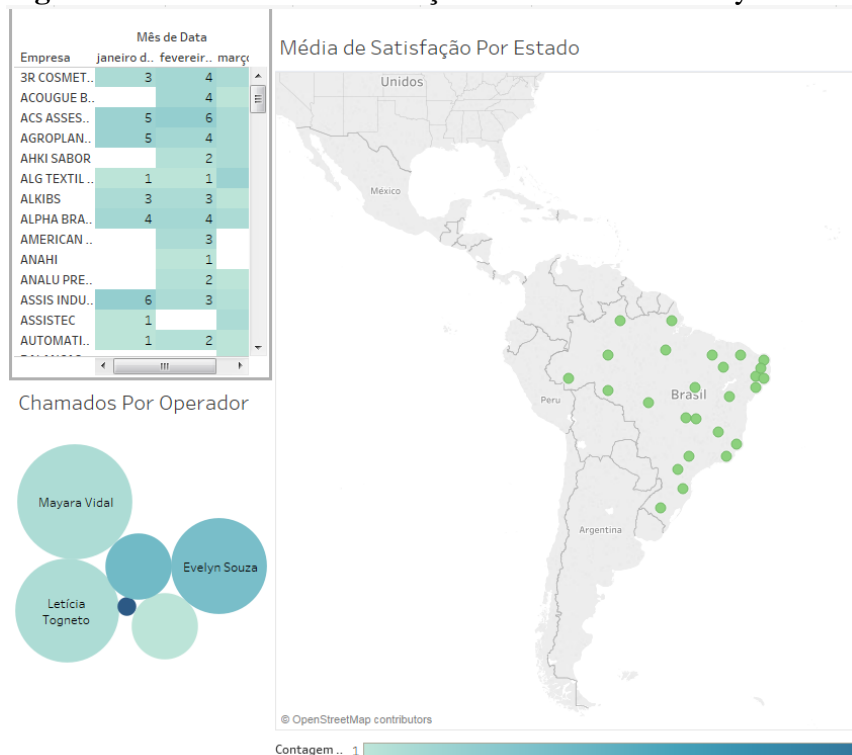 Mês de Data
Empresa janeiro d.. fevereir.. março
3R COSMET.. 3 4
ACOUGUE B.. 4
ACS ASSES.. 5 6
AGROPLAN.. 5 4
AHKI SABOR 2
ALG TEXTIL .. 1 1
ALKIBS 3 3
ALPHA BRA.. 4 4
AMERICAN .. 3
ANAHI 1
ANALU PRE.. 2
ASSIS INDU.. 6 3
ASSISTEC 1
AUTOMATI.. 1 2
Chamados Por Operador
Mayara Vidal
Evelyn Souza
Letícia
Togneto
Média de Satisfação Por Estado
Unidos
México
Brasil
Peru
Argentina
© OpenStreetMap contributors
Contagem .. 1